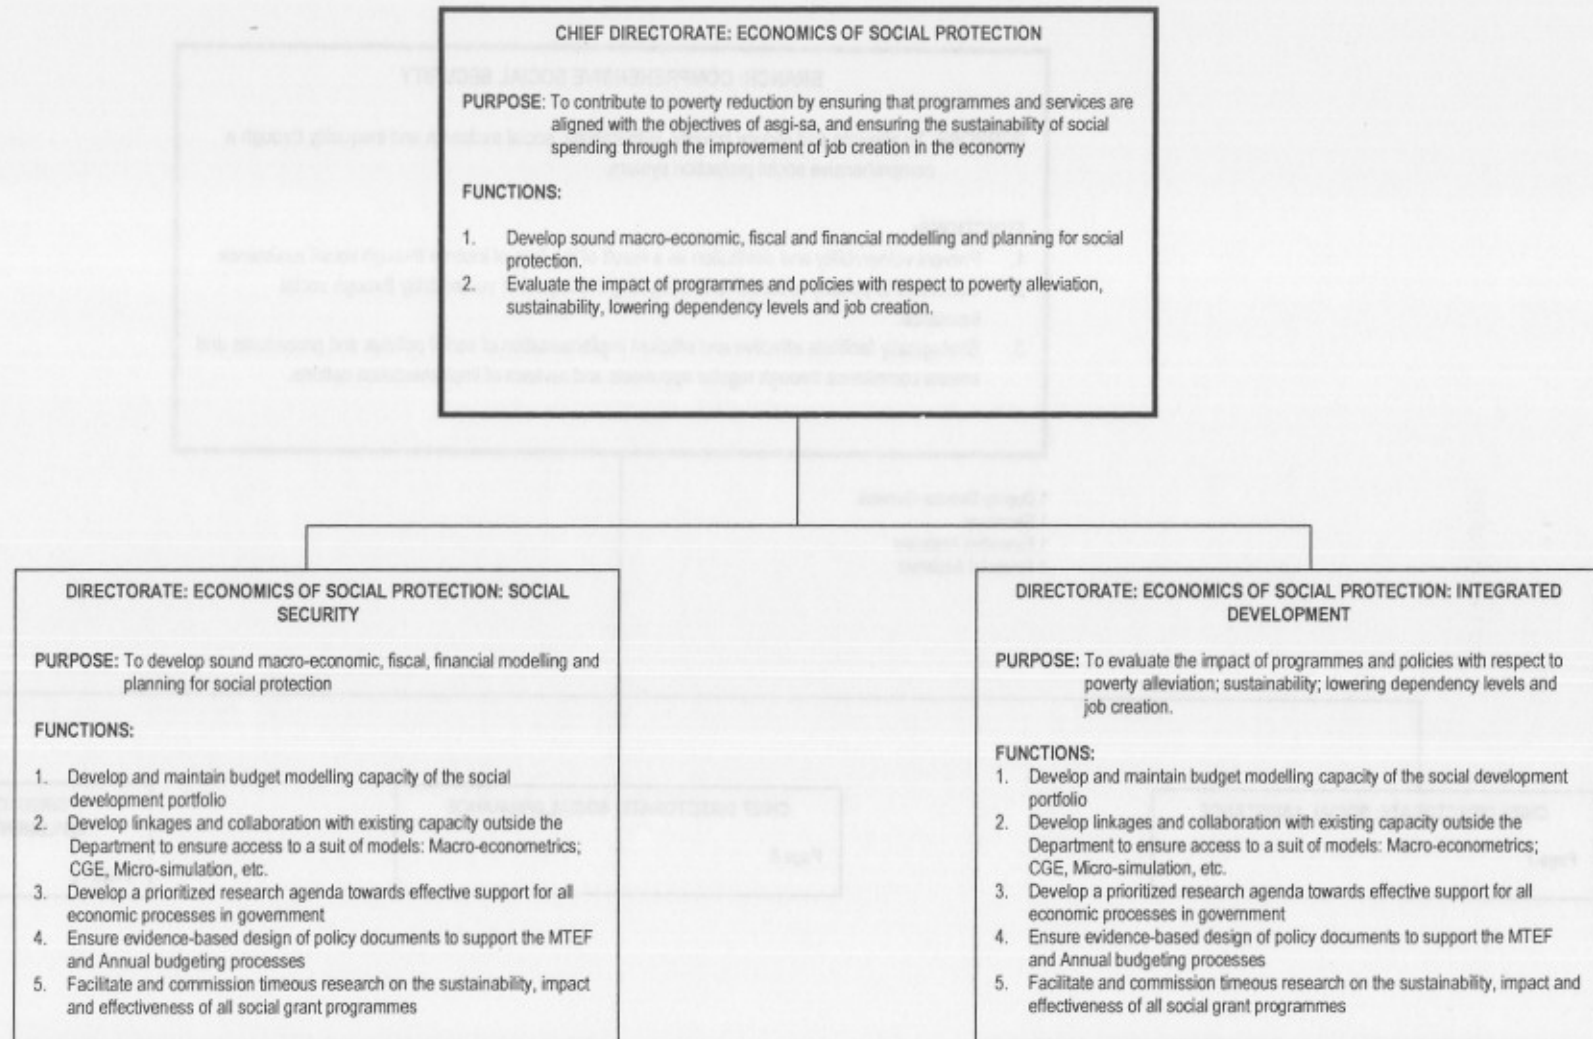 CHIEF DIRECTORATE: ECONOMICS OF SOCIAL PROTECTION
PURPOSE: To contribute to poverty reduction by ensuring that programmes and services are
aligned with the objectives of asgi-sa, and ensuring the sustainability of social
spending through the improvement of job creation in the economy
FUNCTIONS:
1. Develop sound macro-economic, fiscal and financial modelling and planning for social
protection.
2. Evaluate the impact of programmes and policies with respect to poverty alleviation,
sustainability, lowering dependency levels and job creation.
DIRECTORATE: ECONOMICS OF SOCIAL PROTECTION: SOCIAL
SECURITY
PURPOSE: To develop sound macro-economic, fiscal, financial modelling and
planning for social protection
FUNCTIONS:
1. Develop and maintain budget modelling capacity of the social
development portfolio
2. Develop linkages and collaboration with existing capacity outside the
Department to ensure access to a suit of models: Macro-econometrics;
CGE, Micro-simulation, etc.
3. Develop a prioritized research agenda towards effective support for all
economic processes in government
4. Ensure evidence-based design of policy documents to support the MTEF
and Annual budgeting processes
5. Facilitate and commission timeous research on the sustainability, impact
and effectiveness of all social grant programmes
DIRECTORATE: ECONOMICS OF SOCIAL PROTECTION: INTEGRATED
DEVELOPMENT
PURPOSE: To evaluate the impact of programmes and policies with respect to
poverty alleviation; sustainability; lowering dependency levels and
job creation.
FUNCTIONS:
1. Develop and maintain budget modelling capacity of the social development
portfolio
2. Develop linkages and collaboration with existing capacity outside the
Department to ensure access to a suit of models: Macro-econometrics;
CGE, Micro-simulation, etc.
3. Develop a prioritized research agenda towards effective support for all
economic processes in government
4. Ensure evidence-based design of policy documents to support the MTEF
and Annual budgeting processes
5. Facilitate and commission timeous research on the sustainability, impact and
effectiveness of all social grant programmes